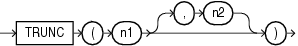 TRUNC ( n1 , n2 )